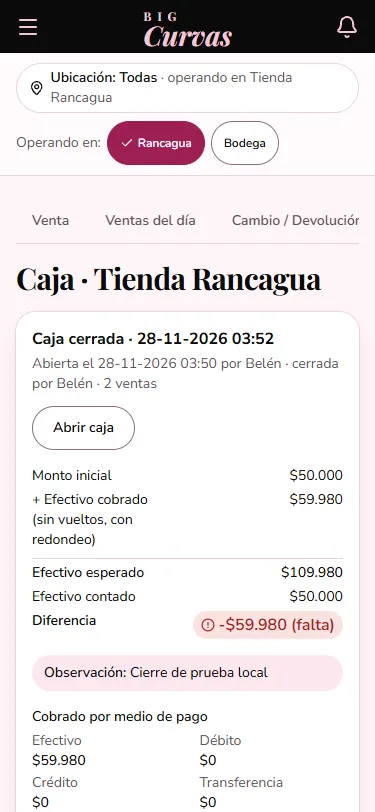 BIG
Curvas
Ubicación: Todas · operando en Tienda
Rancagua
Operando en:
Rancagua
Bodega
Venta
Ventas del día
Cambio / Devolución
Caja · Tienda Rancagua
Caja cerrada · 28-11-2026 03:52
Abierta el 28-11-2026 03:50 por Belén · cerrada
por Belén · 2 ventas
Abrir caja
Monto inicial $50.000
+ Efectivo cobrado $59.980
(sin vueltos, con
redondeo)
Efectivo esperado $109.980
Efectivo contado $50.000
Diferencia -$59.980 (falta)
Observación: Cierre de prueba local
Cobrado por medio de pago
Efectivo Débito
$59.980 $0
Crédito Transferencia
$0 $0